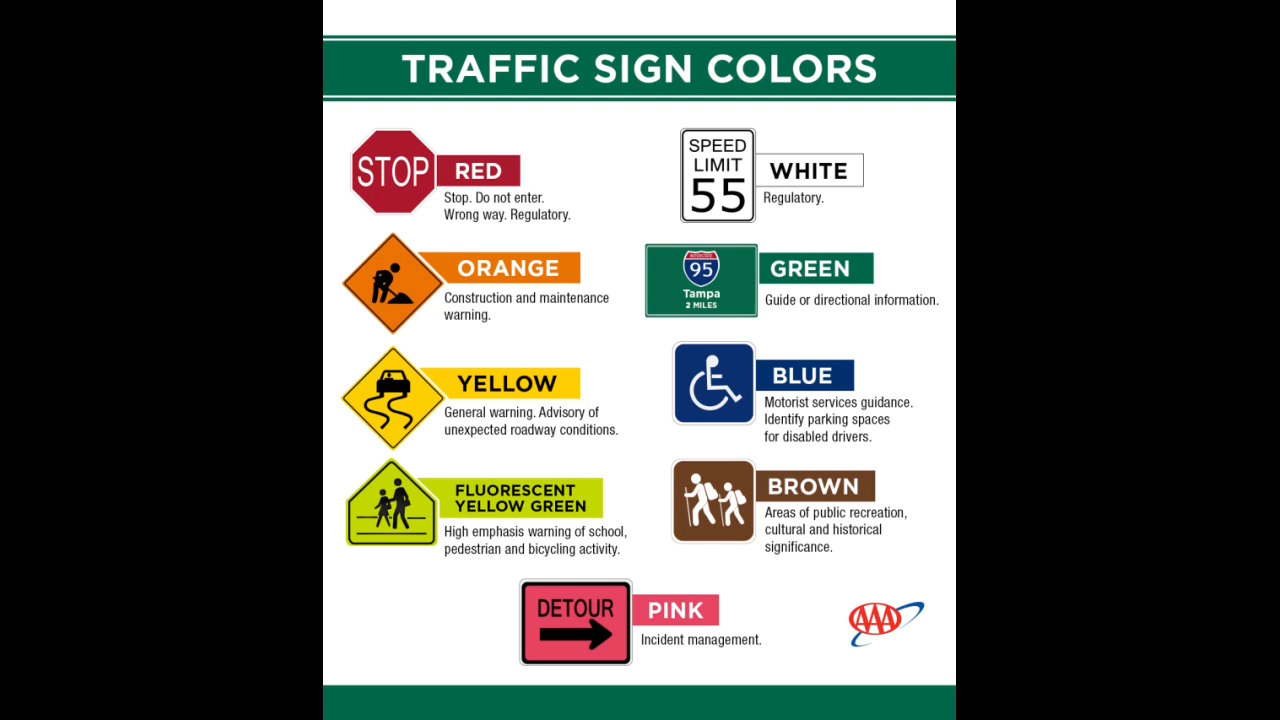 TRAFFIC SIGN COLORS
STOP
RED
Stop. Do not enter.
Wrong way. Regulatory.
SPEED
LIMIT
55
WHITE
Regulatory.
ORANGE
Construction and maintenance
warning.
INTERSTATE
95
Tampa
2 MILES
GREEN
Guide or directional information.
YELLOW
General warning. Advisory of
unexpected roadway conditions.
BLUE
Motorist services guidance.
Identify parking spaces
for disabled drivers.
FLUORESCENT
YELLOW GREEN
High emphasis warning of school,
pedestrian and bicycling activity.
BROWN
Areas of public recreation,
cultural and historical
significance.
DETOUR
PINK
Incident management.
AAA